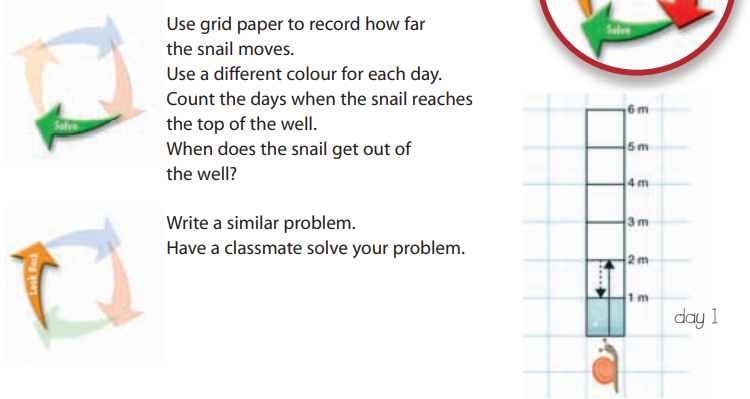 Use grid paper to record how far
the snail moves.
Use a different colour for each day.
Count the days when the snail reaches
the top of the well.
When does the snail get out of
the well?
Write a similar problem.
Have a classmate solve your problem.
Solve
Look Back
Solve
6 m
5 m
4 m
3 m
2 m
1 m
day 1